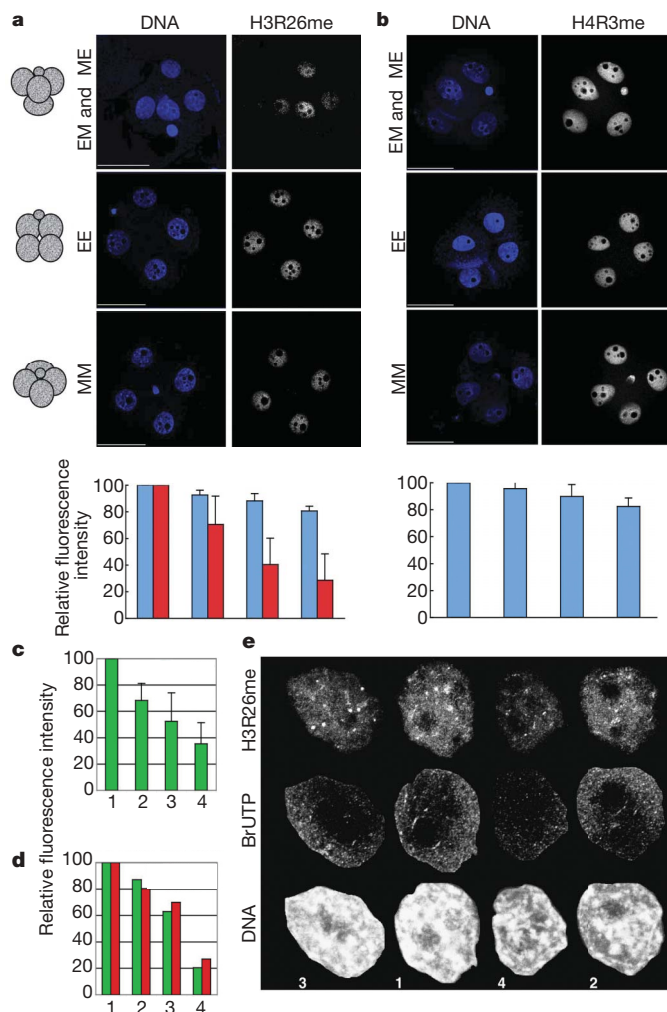 a
DNA
H3R26me
EM and ME
EE
MM
Relative fluorescence intensity
100
80
60
40
20
0
b
DNA
H4R3me
EM and ME
EE
MM
100
80
60
40
20
0
c
Relative fluorescence intensity
100
80
60
40
20
0
1 2 3 4
d
100
80
60
40
20
0
1 2 3 4
e
H3R26me
BrUTP
DNA
3 1 4 2